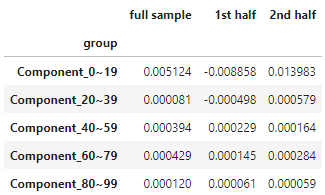 full sample 1st half 2nd half
group
Component_0~19 0.005124 -0.008858 0.013983
Component_20~39 0.000081 -0.000498 0.000579
Component_40~59 0.000394 0.000229 0.000164
Component_60~79 0.000429 0.000145 0.000284
Component_80~99 0.000120 0.000061 0.000059